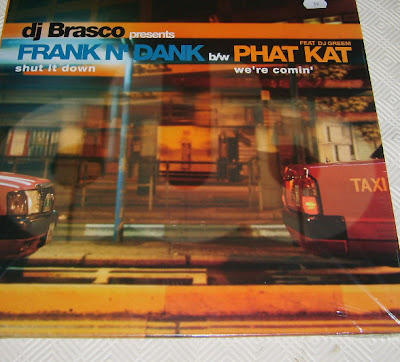 dj Brasco presents
FEAT DJ GREEM
FRANK N' DANK b/w PHAT KAT
shut it down we're comin'
TAXI